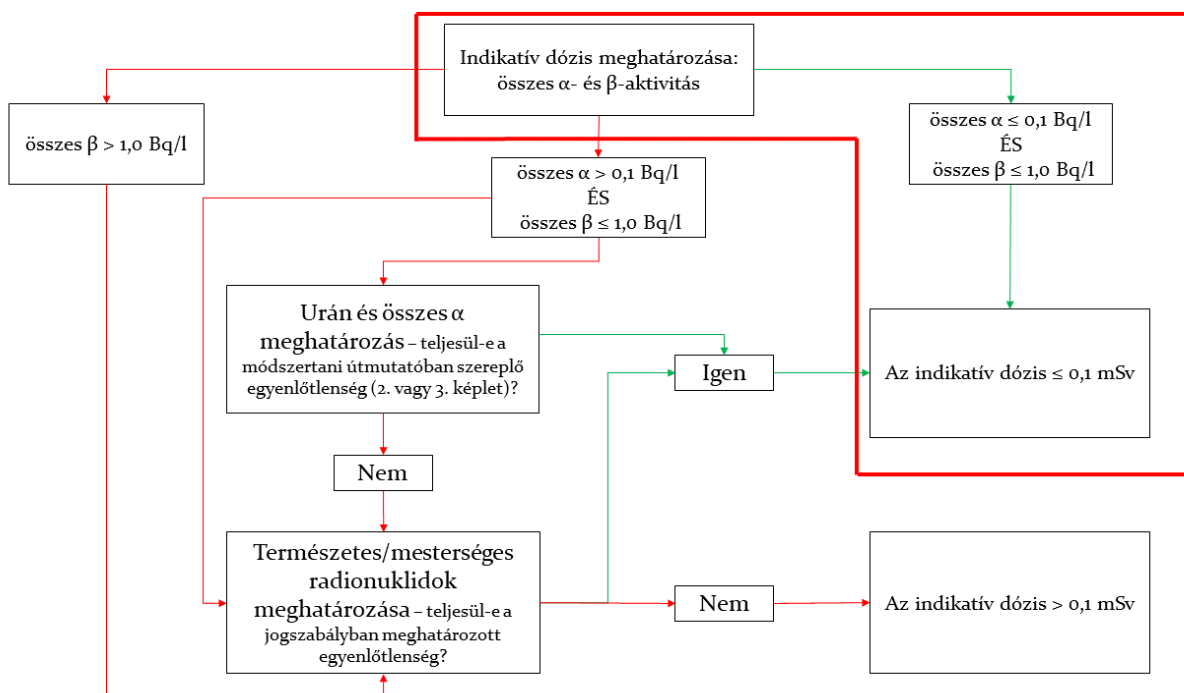 Indikatív dózis meghatározása:
összes α- és β-aktivitás
összes β > 1,0 Bq/l
összes α ≤ 0,1 Bq/l
ÉS
összes β ≤ 1,0 Bq/l
összes α > 0,1 Bq/l
ÉS
összes β ≤ 1,0 Bq/l
Urán és összes α
meghatározás – teljesül-e a
módszertani útmutatóban szereplő
egyenlőtlenség (2. vagy 3. képlet)?
Igen
Az indikatív dózis ≤ 0,1 mSv
Nem
Természetes/mesterséges
radionuklidok
meghatározása – teljesül-e a
jogszabályban meghatározott
egyenlőtlenség?
Nem
Az indikatív dózis > 0,1 mSv